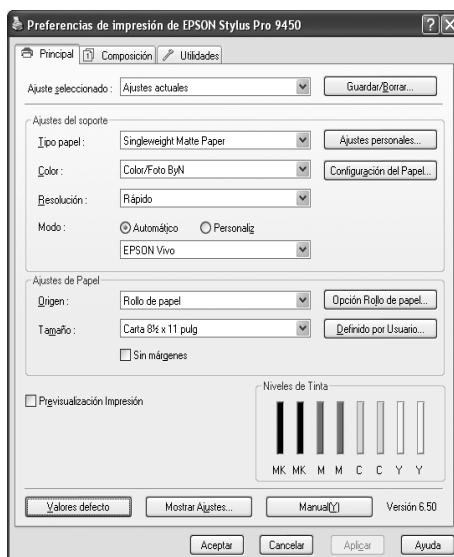 Preferencias de impresión de EPSON Stylus Pro 9450
Principal Composición Utilidades
Ajuste seleccionado : Ajustes actuales Guardar/Borrar...
Ajustes del soporte
Tipo papel : Singleweight Matte Paper Ajustes personales...
Color : Color/Foto ByN Configuración del Papel...
Resolución : Rápido
Modo : Automático Personaliz
EPSON Vivo
Ajustes de Papel
Origen : Rollo de papel Opción Rollo de papel...
Tamaño : Carta 8½ x 11 pulg Definido por Usuario...
Sin márgenes
Previsualización Impresión
Niveles de Tinta
MK MK M M C C Y Y
Valores defecto Mostrar Ajustes... Manual(Y) Versión 6.50
Aceptar Cancelar Aplicar Ayuda